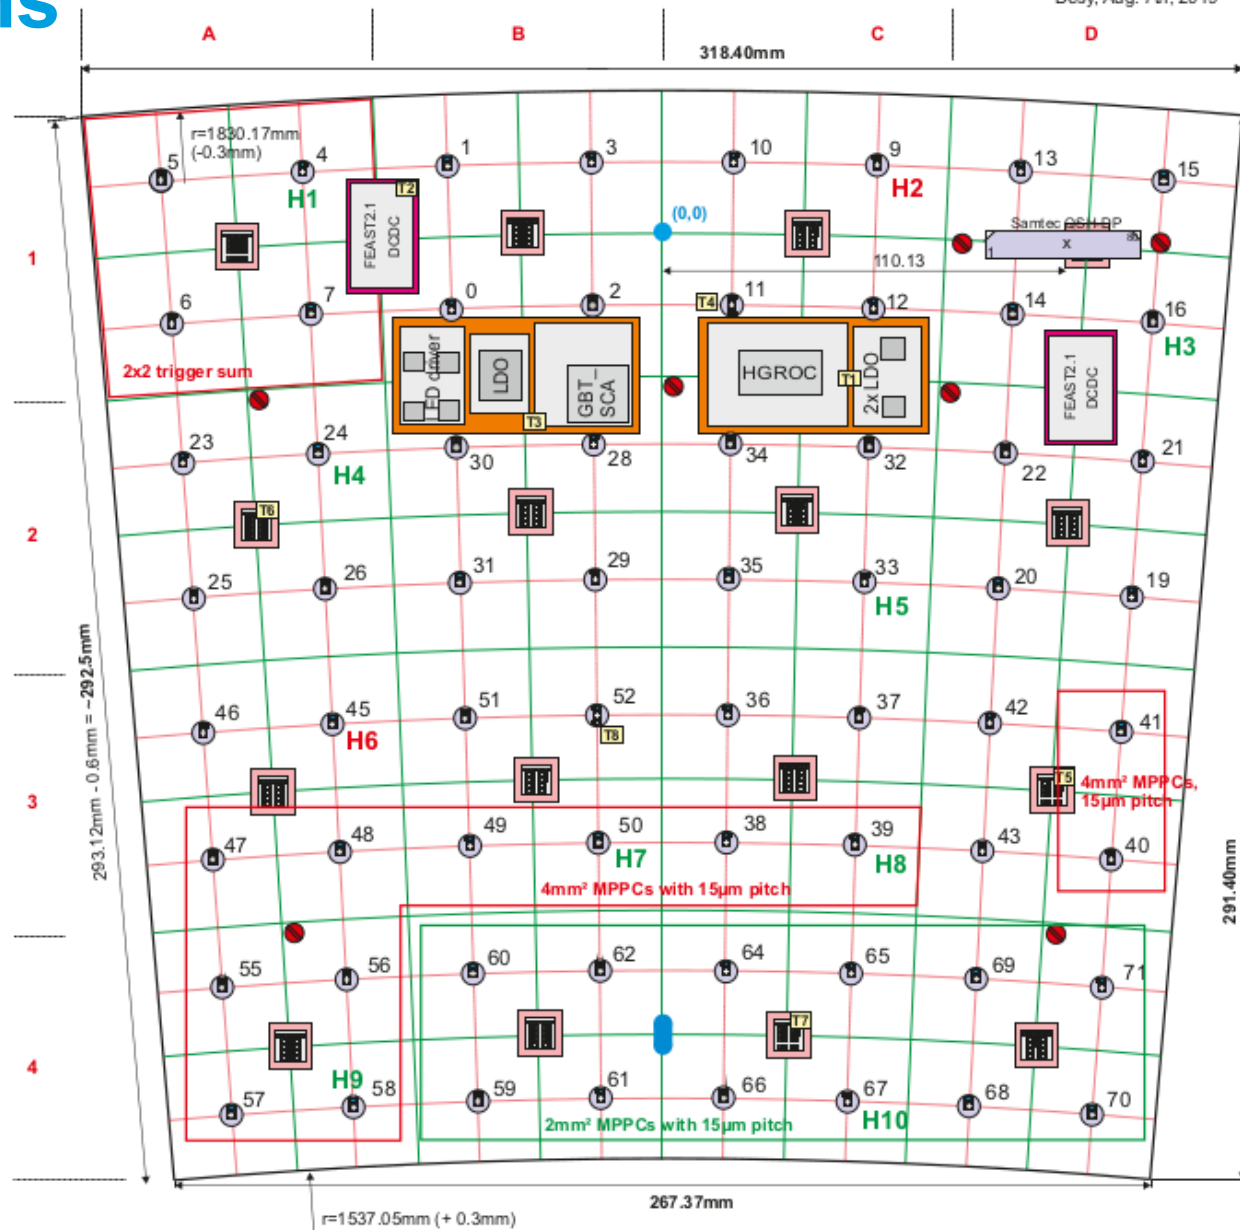 A B C D
318.40mm
r=1830.17mm
(-0.3mm)
5 4 1 3 10 9 13 15
H1 T2 H2
FEAST2.1
DCDC
(0,0)
Samtec QSH-DP
1 X
1
110.13
6 7 0 2 T4 11 12 14 16
H3
2x2 trigger sum
LED driver
LDO
GBT_
SCA
T3
HGROC
T1
2x LDO
FEAST2.1
DCDC
23 24 30 28 34 32 22 21
H4
T6
2
25 26 31 29 35 33 20 19
H5
46 45 51 52 36 37 42 41
H6 T8
293.12mm - 0.6mm = ~292.5mm
3
T5
4mm² MPPCs,
15µm pitch
47 48 49 50 38 39 43 40
H7 H8
4mm² MPPCs with 15µm pitch
291.40mm
55 56 60 62 64 65 69 71
T7
4
H9
57 58 59 61 66 67 68 70
H10
2mm² MPPCs with 15µm pitch
267.37mm
r=1537.05mm (+ 0.3mm)